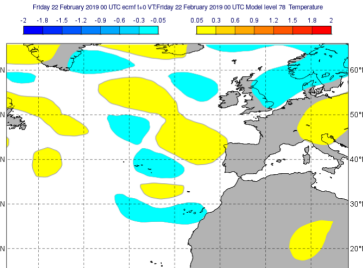 Friday 22 February 2019 00 UTC ecmf t+0 VT:Friday 22 February 2019 00 UTC Model level 78 Temperature
-2 -1.8 -1.5 -1.2 -0.9 -0.6 -0.3 -0.05 0.05 0.3 0.6 0.9 1.2 1.5 1.8 2
N 60°N
N 50°N
N 40°N
N 30°N
N 20°N